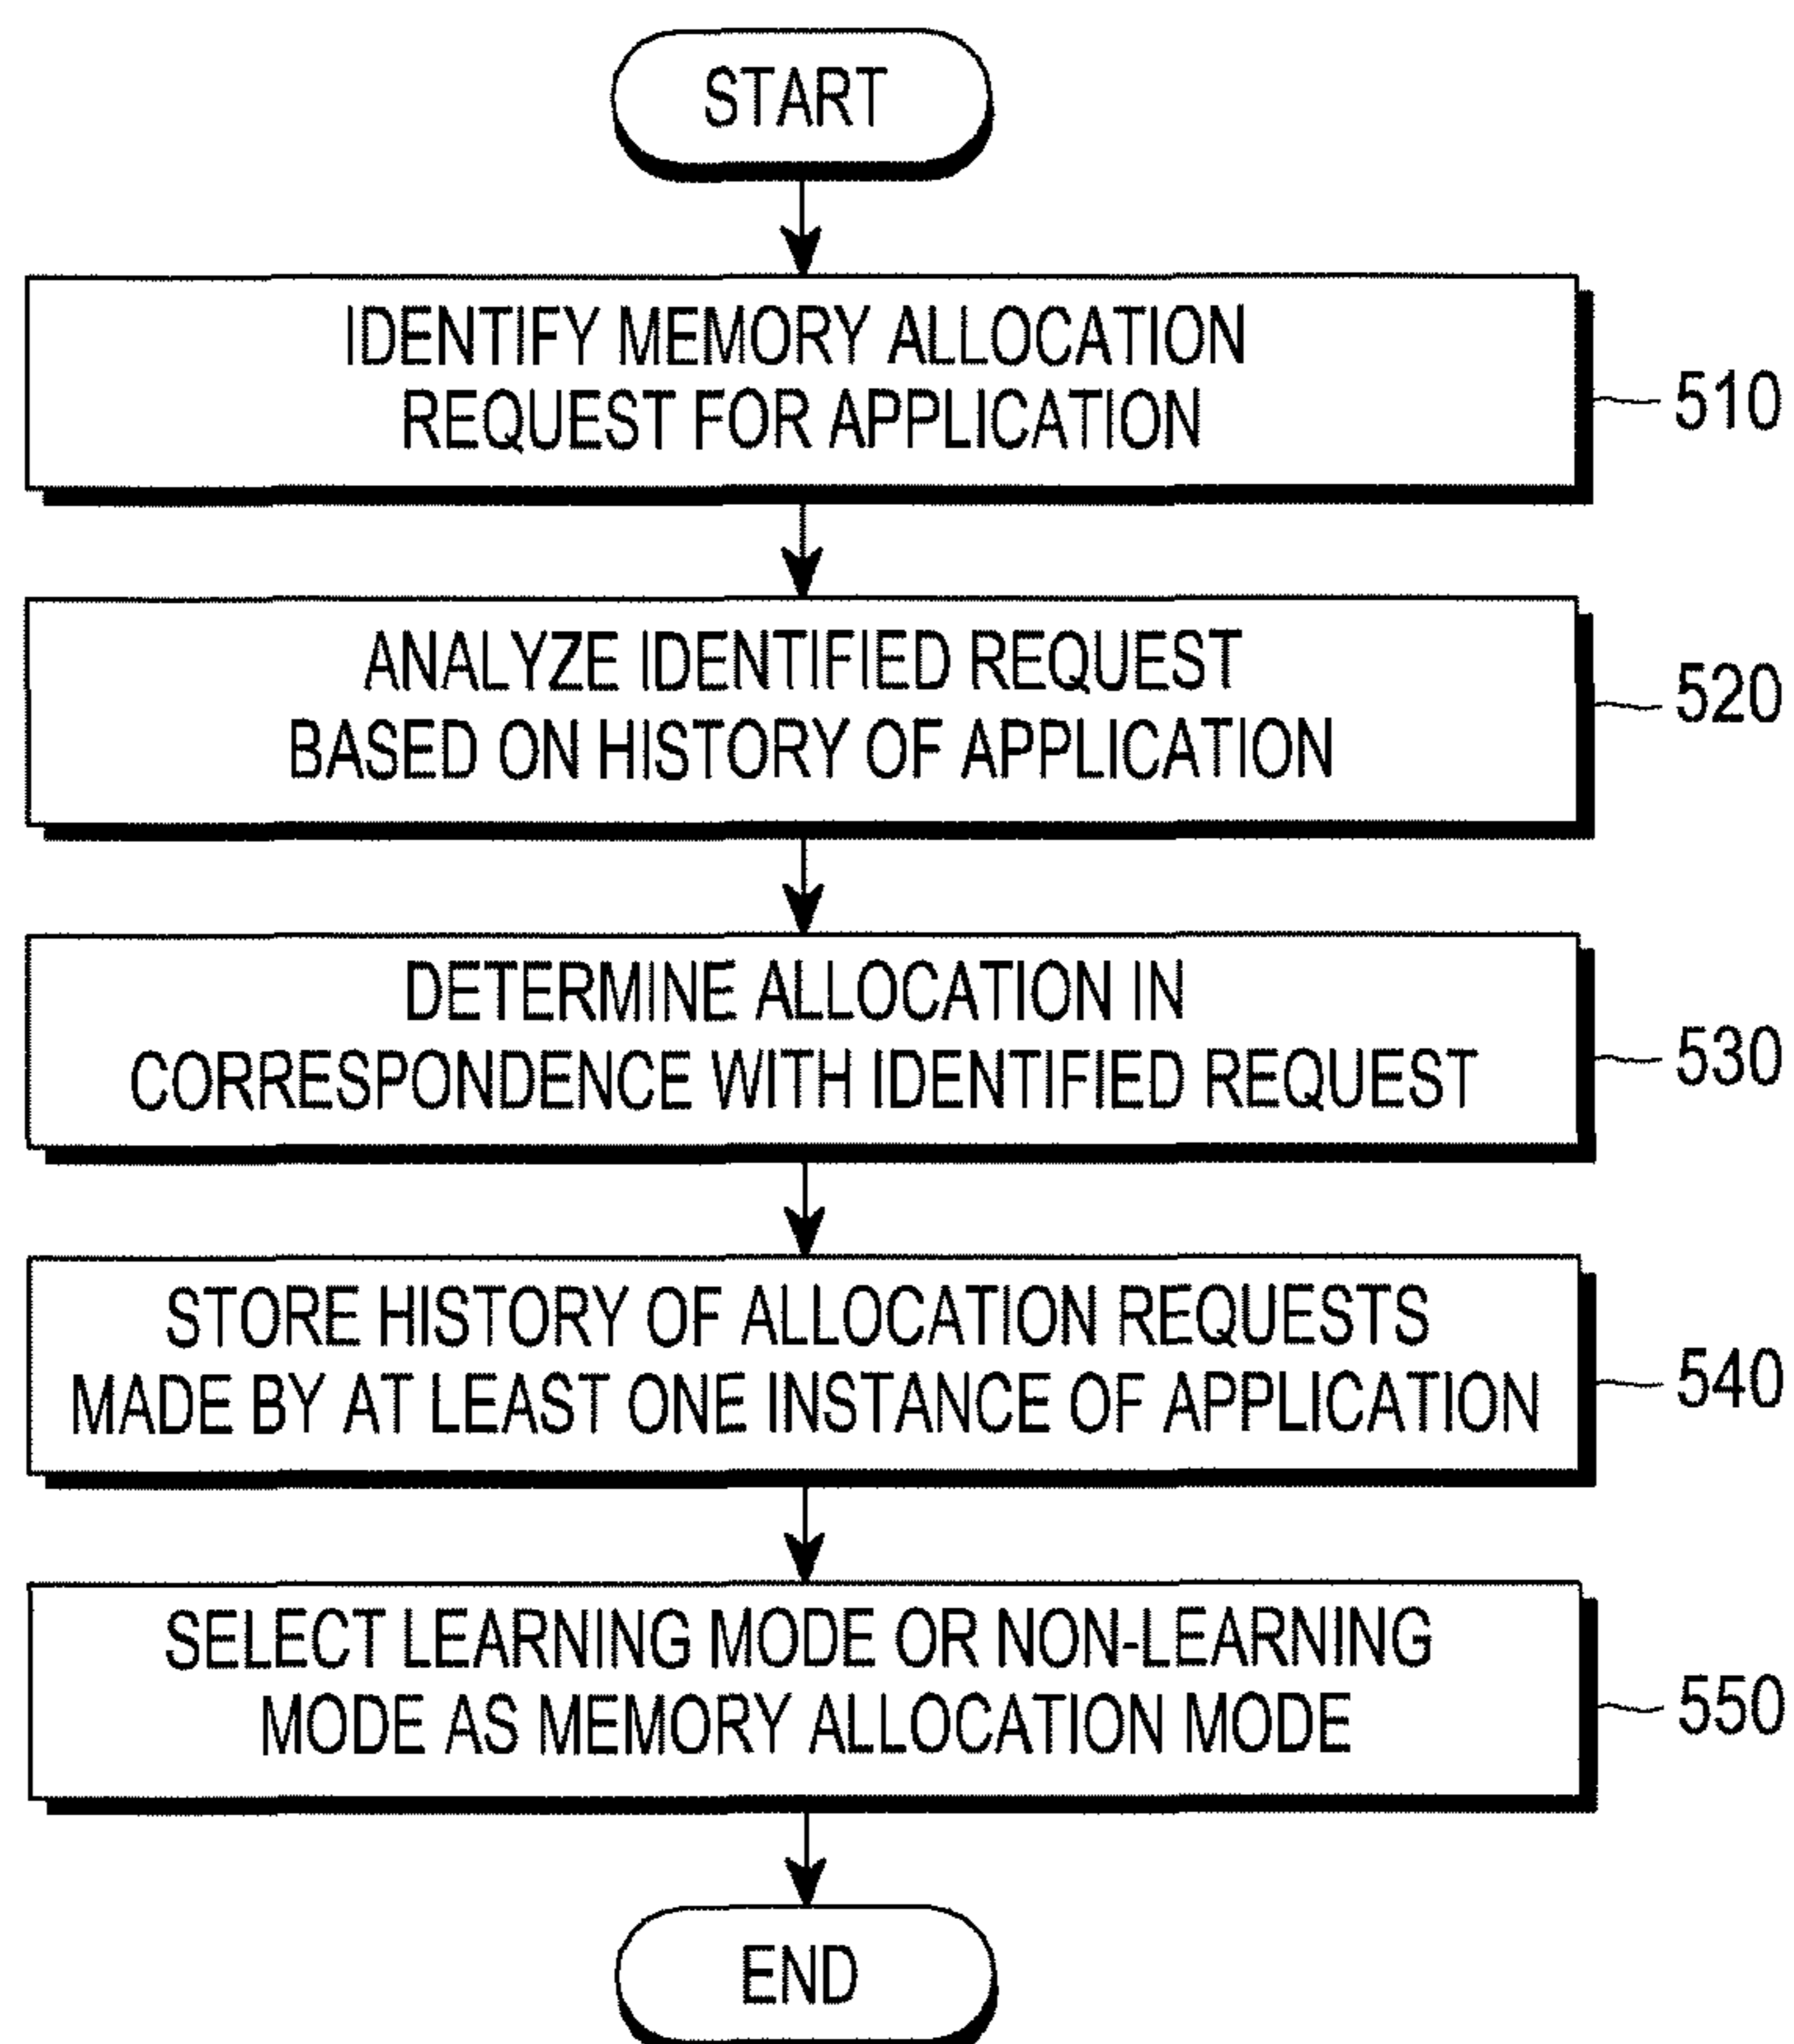 START
IDENTIFY MEMORY ALLOCATION
REQUEST FOR APPLICATION
510
ANALYZE IDENTIFIED REQUEST
BASED ON HISTORY OF APPLICATION
520
DETERMINE ALLOCATION IN
CORRESPONDENCE WITH IDENTIFIED REQUEST
530
STORE HISTORY OF ALLOCATION REQUESTS
MADE BY AT LEAST ONE INSTANCE OF APPLICATION
540
SELECT LEARNING MODE OR NON-LEARNING
MODE AS MEMORY ALLOCATION MODE
550
END